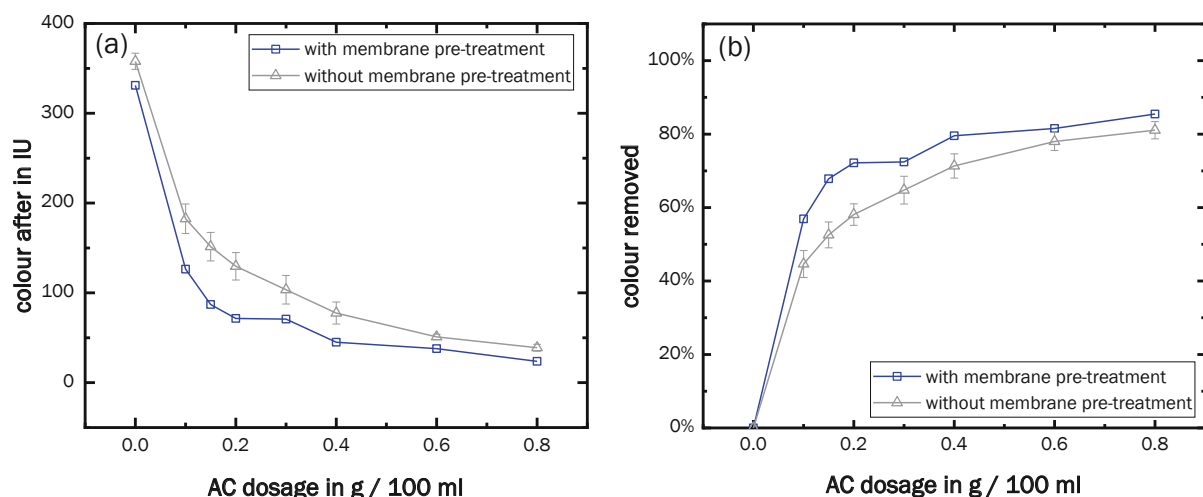 (a)
with membrane pre-treatment
without membrane pre-treatment
400
300
200
100
0
colour after in IU
0.0 0.2 0.4 0.6 0.8
AC dosage in g / 100 ml
(b)
100%
80%
60%
40%
20%
0%
colour removed
with membrane pre-treatment
without membrane pre-treatment
0.0 0.2 0.4 0.6 0.8
AC dosage in g / 100 ml